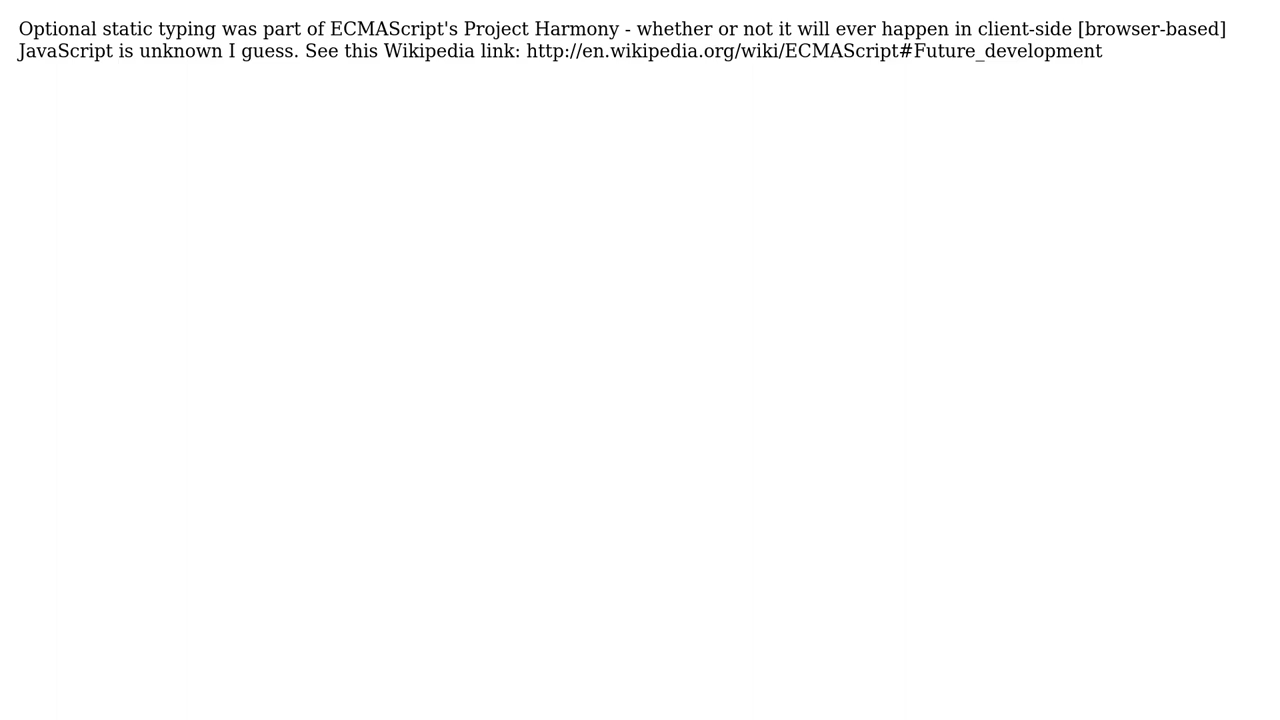 Optional static typing was part of ECMAScript's Project Harmony - whether or not it will ever happen in client-side [browser-based]
JavaScript is unknown I guess. See this Wikipedia link: http://en.wikipedia.org/wiki/ECMAScript#Future_development